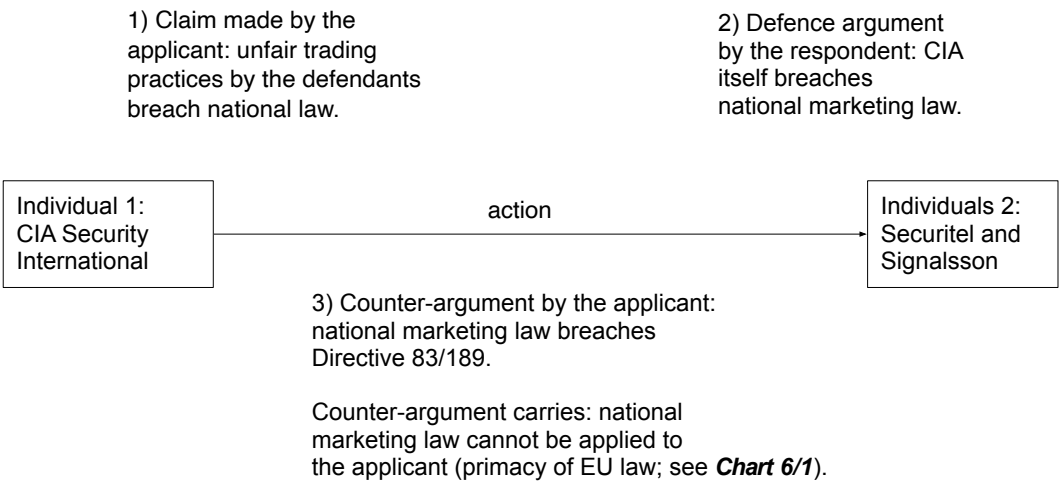 1) Claim made by the
applicant: unfair trading
practices by the defendants
breach national law.
2) Defence argument
by the respondent: CIA
itself breaches
national marketing law.
Individual 1:
CIA Security
International
action
Individuals 2:
Securitel and
Signalsson
3) Counter-argument by the applicant:
national marketing law breaches
Directive 83/189.
Counter-argument carries: national
marketing law cannot be applied to
the applicant (primacy of EU law; see Chart 6/1).